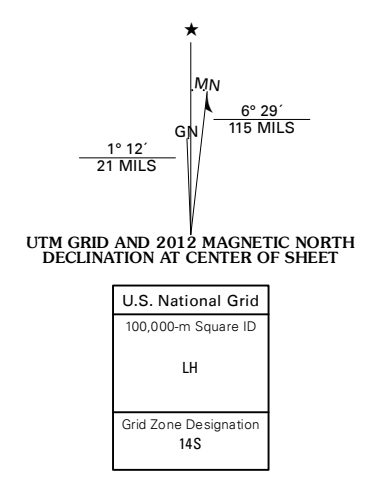 ★
MN
GN
6° 29´
115 MILS
1° 12´
21 MILS
UTM GRID AND 2012 MAGNETIC NORTH
DECLINATION AT CENTER OF SHEET
U.S. National Grid
100,000-m Square ID
LH
Grid Zone Designation
14S